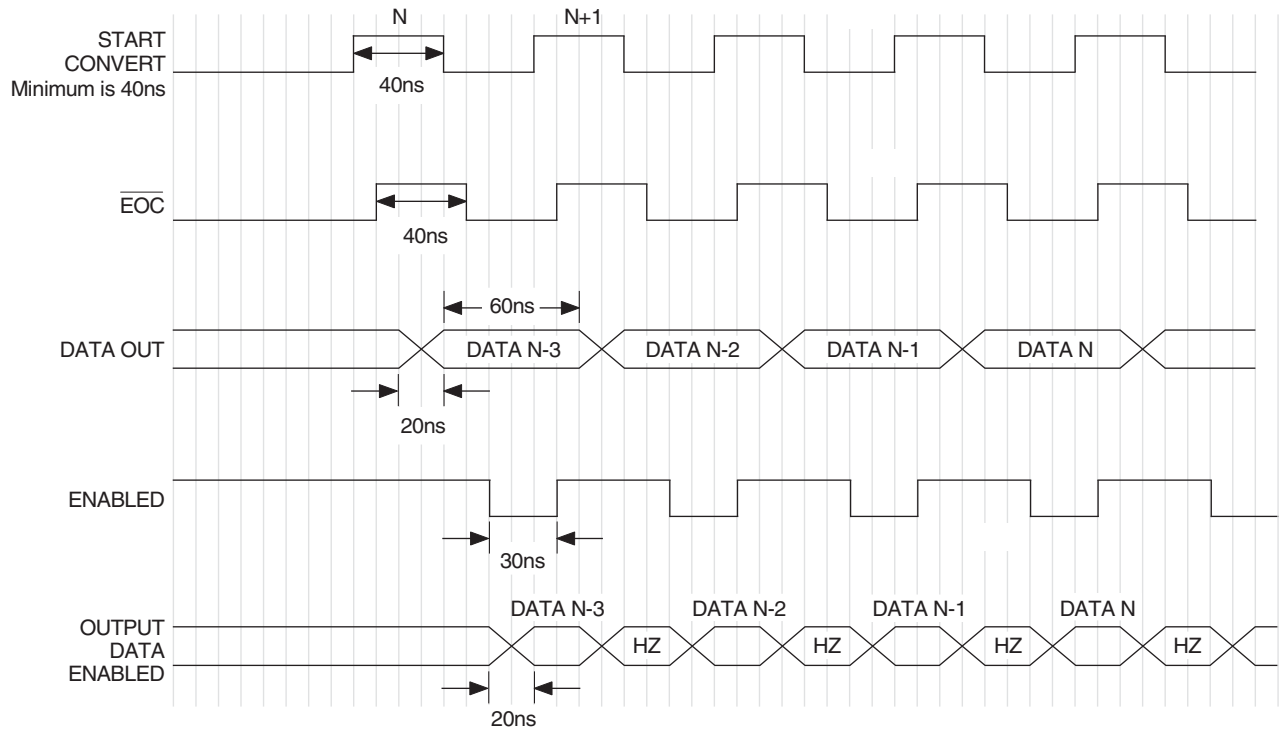 N
N+1
START
CONVERT
Minimum is 40ns
40ns
EOC
40ns
60ns
DATA OUT
DATA N-3
DATA N-2
DATA N-1
DATA N
20ns
ENABLED
30ns
DATA N-3
DATA N-2
DATA N-1
DATA N
OUTPUT
DATA
ENABLED
HZ
HZ
HZ
HZ
20ns